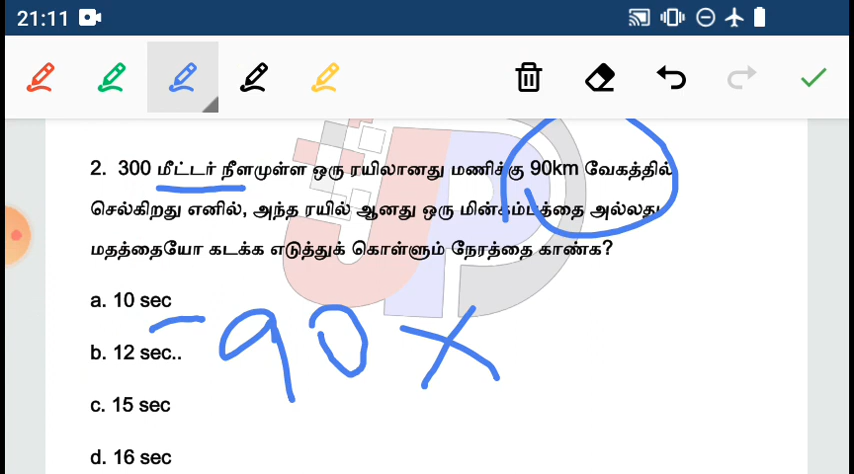 21:11
2. 300 மீட்டர் நீளமுள்ள ஒரு ரயிலானது மணிக்கு 90km வேகத்தில்
செல்கிறது எனில், அந்த ரயில் ஆனது ஒரு மின்கம்பத்தை அல்லது
மதத்தையோ கடக்க எடுத்துக் கொள்ளும் நேரத்தை காண்க?
a. 10 sec
b. 12 sec..
90 x
c. 15 sec
d. 16 sec